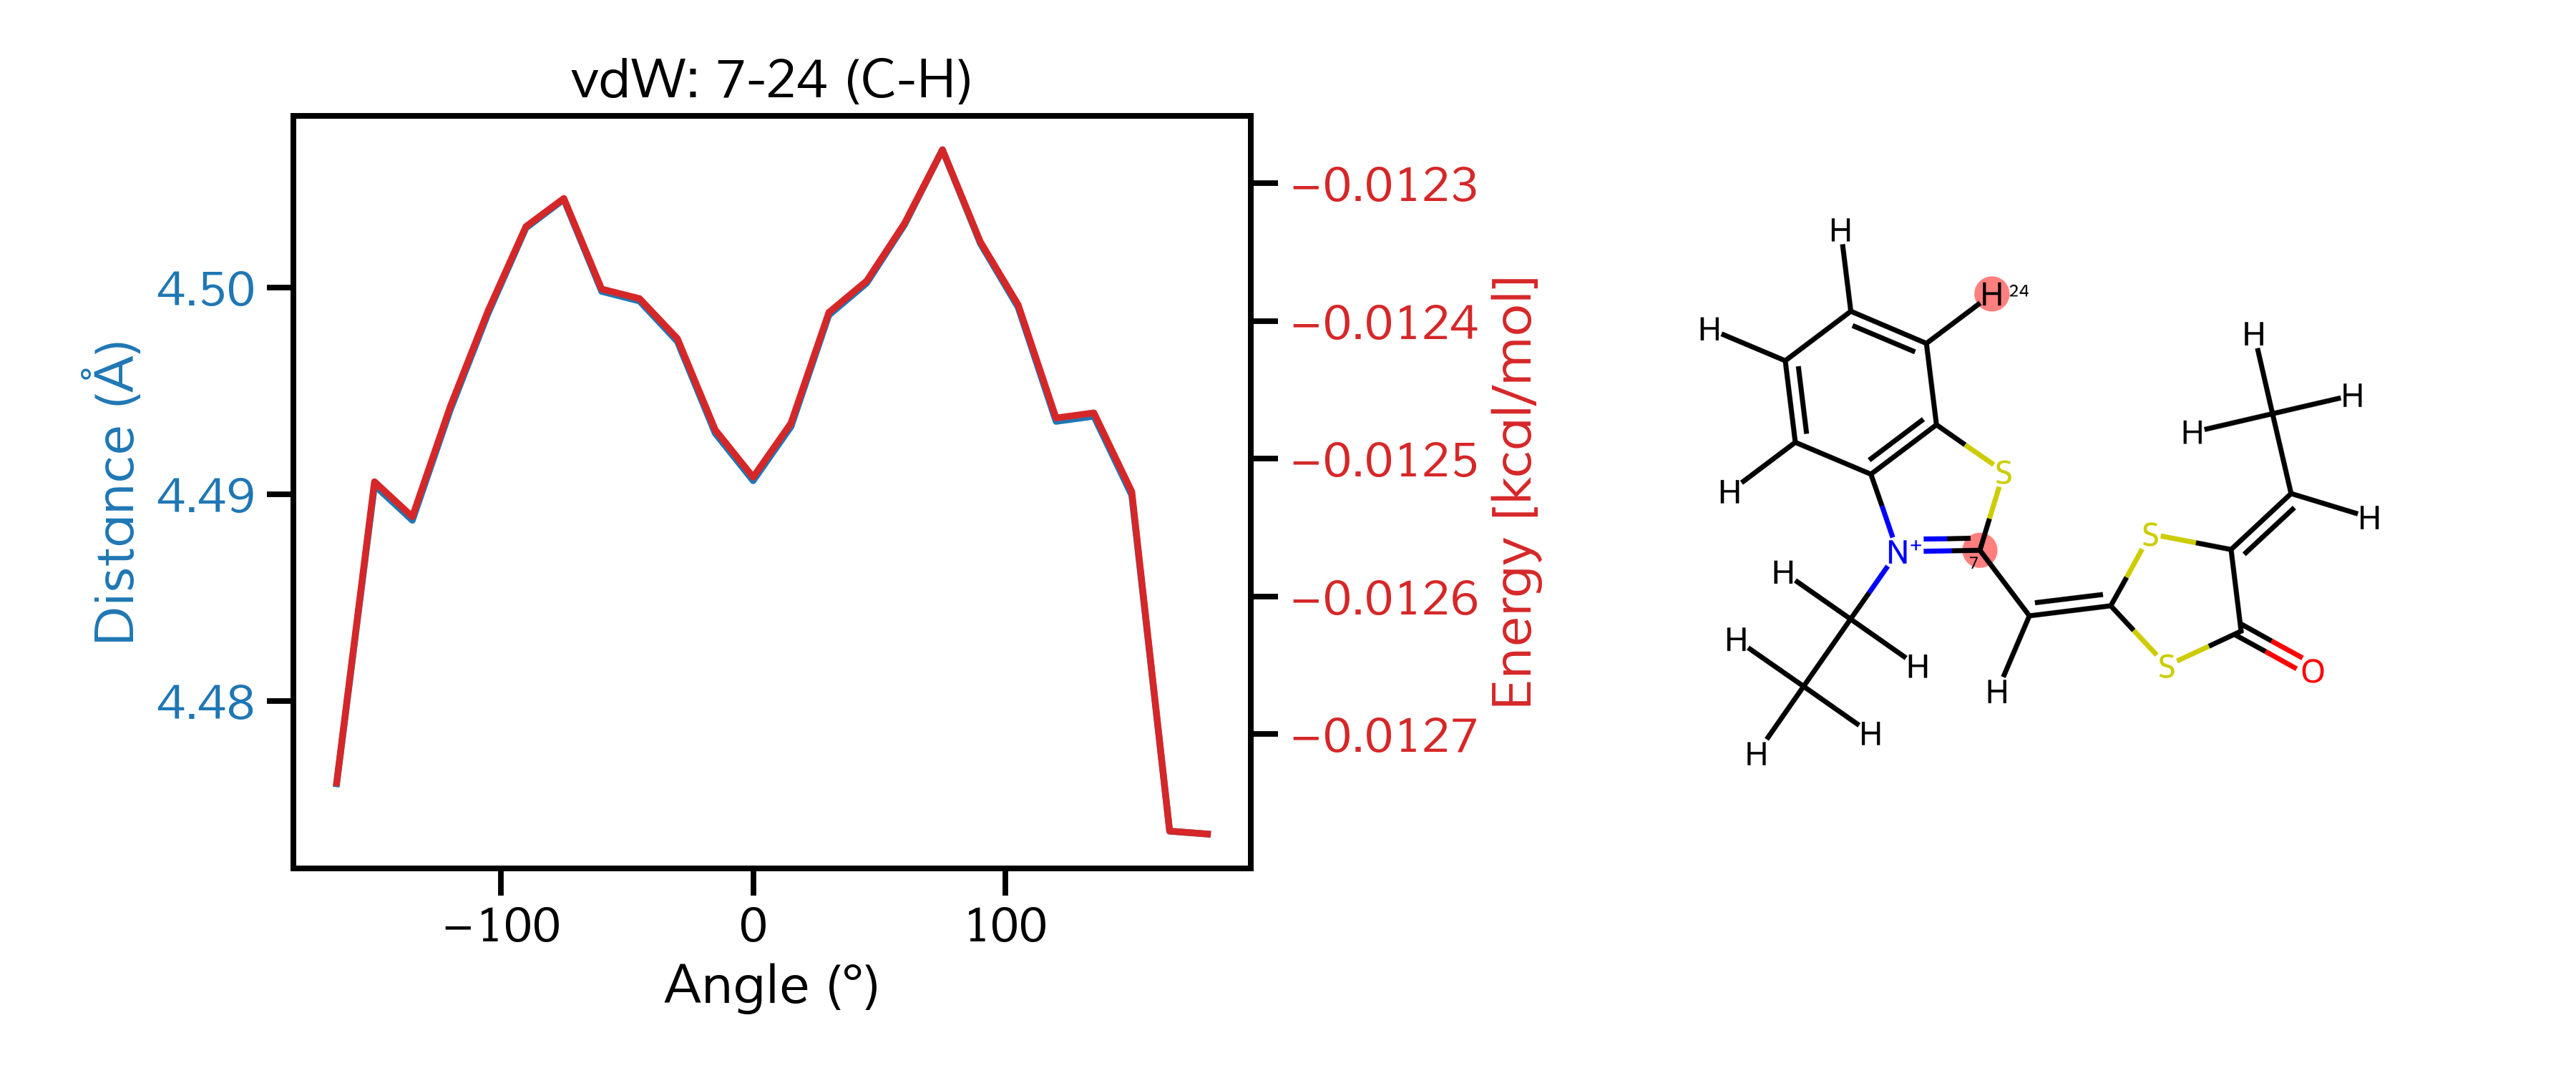 vdW: 7-24 (C-H)
Distance (Å)
4.50
4.49
4.48
−100
0
100
Angle (°)
−0.0123
−0.0124
−0.0125
−0.0126
−0.0127
Energy [kcal/mol]
H
H 24
H
H
H
H
H
S
H
S
H
N+
7
H
H
H
S
O
H
H
H